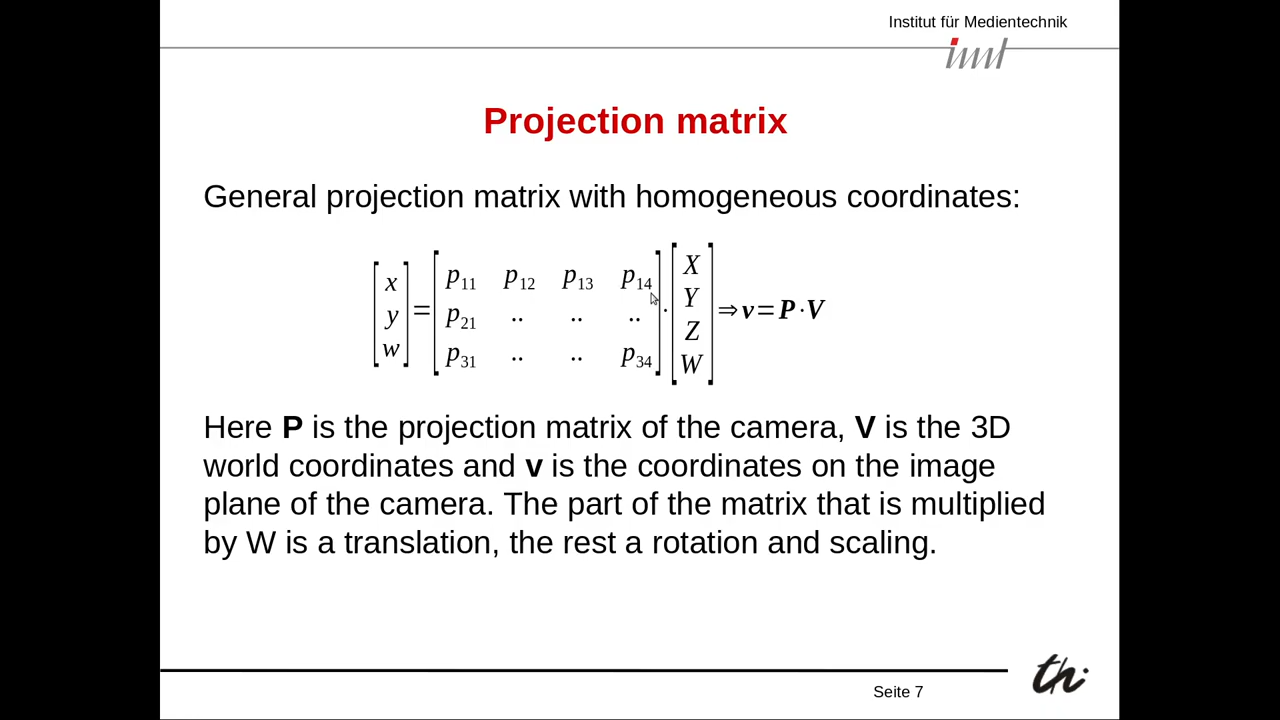 Institut für Medientechnik
imt
Projection matrix
General projection matrix with homogeneous coordinates:
[x y w] = [p11 p12 p13 p14; p21 .. .. ..; p31 .. .. p34] · [X Y Z W] ⇒ v = P · V
Here P is the projection matrix of the camera, V is the 3D
world coordinates and v is the coordinates on the image
plane of the camera. The part of the matrix that is multiplied
by W is a translation, the rest a rotation and scaling.
th
Seite 7